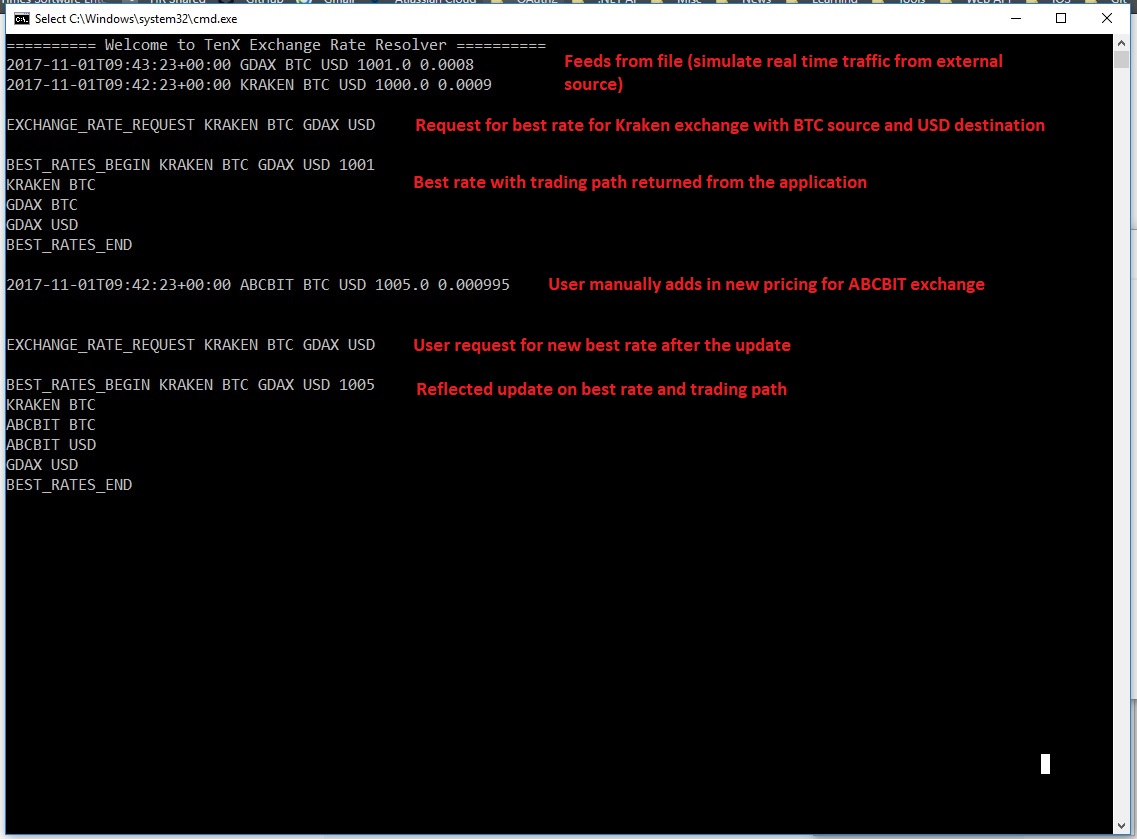 Select C:\Windows\system32\cmd.exe
========== Welcome to TenX Exchange Rate Resolver ==========
2017-11-01T09:43:23+00:00 GDAX BTC USD 1001.0 0.0008
Feeds from file (simulate real time traffic from external
source)
2017-11-01T09:42:23+00:00 KRAKEN BTC USD 1000.0 0.0009
EXCHANGE_RATE_REQUEST KRAKEN BTC GDAX USD
Request for best rate for Kraken exchange with BTC source and USD destination
BEST_RATES_BEGIN KRAKEN BTC GDAX USD 1001
KRAKEN BTC
Best rate with trading path returned from the application
GDAX BTC
GDAX USD
BEST_RATES_END
2017-11-01T09:42:23+00:00 ABCBIT BTC USD 1005.0 0.000995
User manually adds in new pricing for ABCBIT exchange
EXCHANGE_RATE_REQUEST KRAKEN BTC GDAX USD
User request for new best rate after the update
BEST_RATES_BEGIN KRAKEN BTC GDAX USD 1005
Reflected update on best rate and trading path
KRAKEN BTC
ABCBIT BTC
ABCBIT USD
GDAX USD
BEST_RATES_END